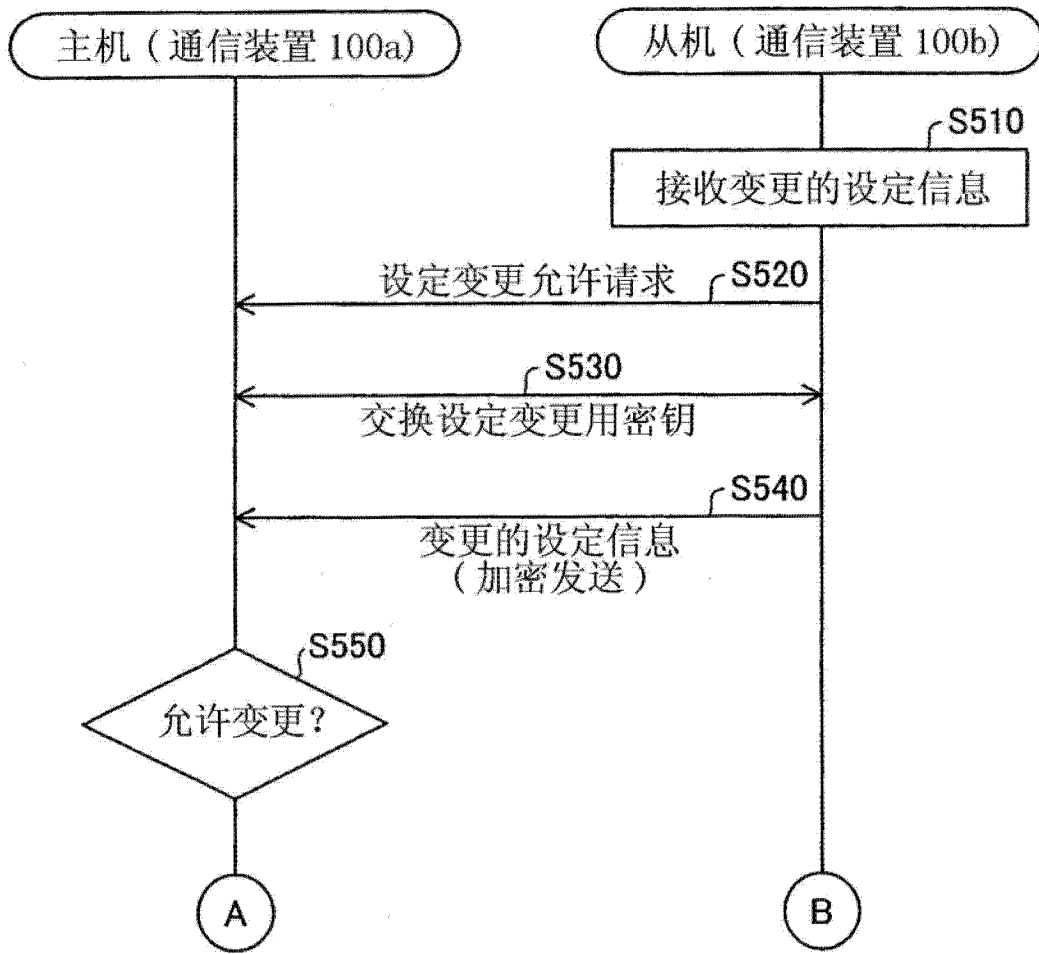 主机（通信装置 100a)
从机（通信装置 100b)
S510
接收变更的设定信息
设定变更允许请求
S520
S530
交换设定变更用密钥
S540
变更的设定信息
（加密发送）
S550
允许变更?
A
B